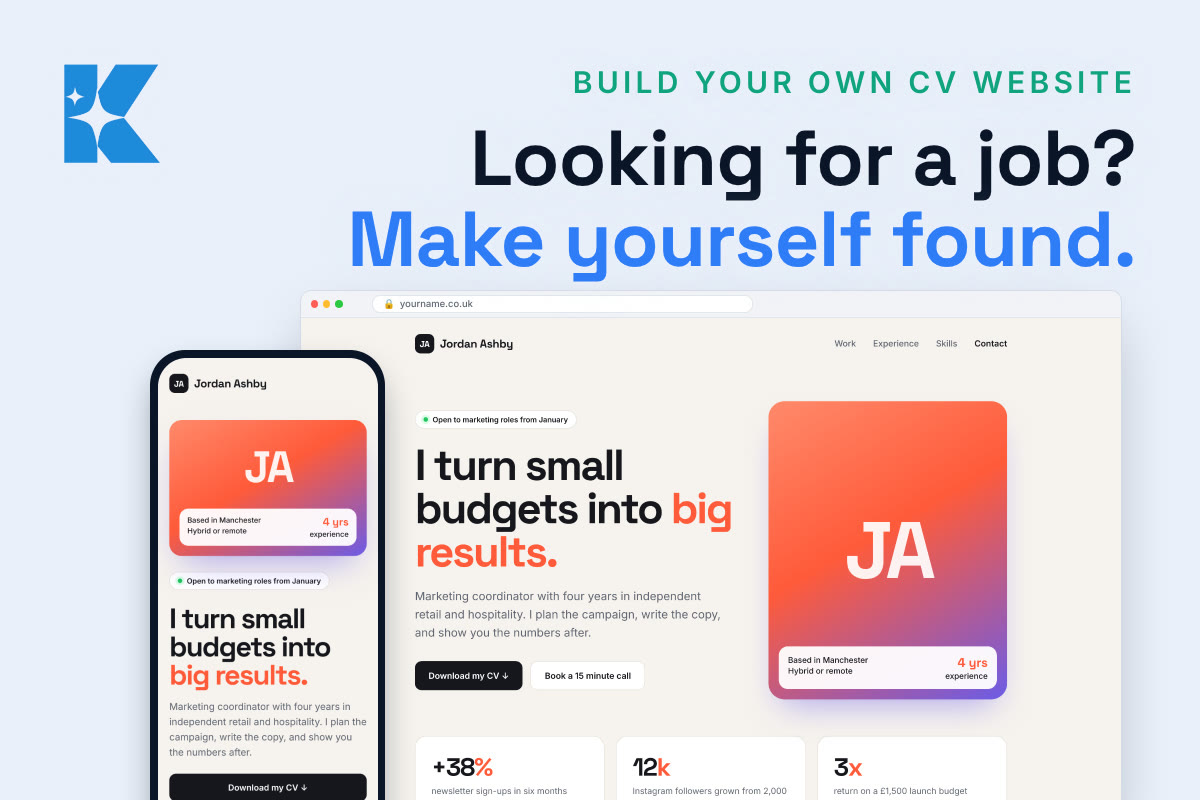 K
BUILD YOUR OWN CV WEBSITE
Looking for a job?
Make yourself found.
yourname.co.uk
JA Jordan Ashby
Work Experience Skills Contact
Open to marketing roles from January
I turn small
budgets into big
results.
Marketing coordinator with four years in independent
retail and hospitality. I plan the campaign, write the copy,
and show you the numbers after.
Download my CV ↓ Book a 15 minute call
JA
Based in Manchester
Hybrid or remote
4 yrs
experience
+38%
newsletter sign-ups in six months
12k
Instagram followers grown from 2,000
3x
return on a £1,500 launch budget
JA Jordan Ashby
JA
Based in Manchester
Hybrid or remote
4 yrs
experience
Open to marketing roles from January
I turn small
budgets into
big results.
Marketing coordinator with four years in
independent retail and hospitality. I plan the
campaign, write the copy, and show you
the numbers after.
Download my CV ↓